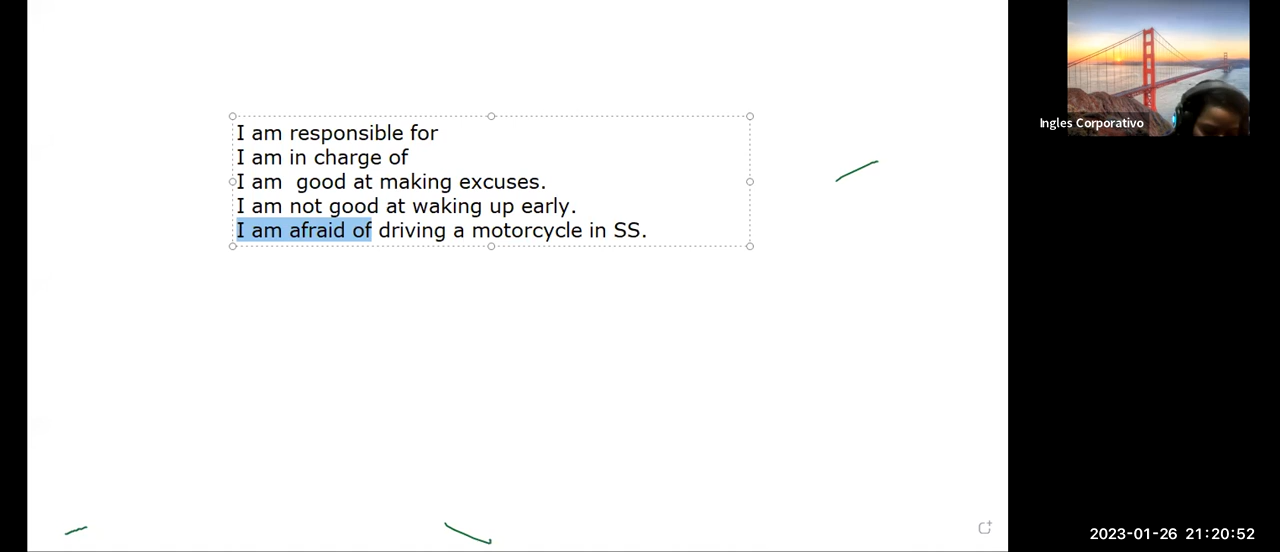 I am responsible for
I am in charge of
I am  good at making excuses.
I am not good at waking up early.
I am afraid of driving a motorcycle in SS.
Ingles Corporativo
2023-01-26 21:20:52